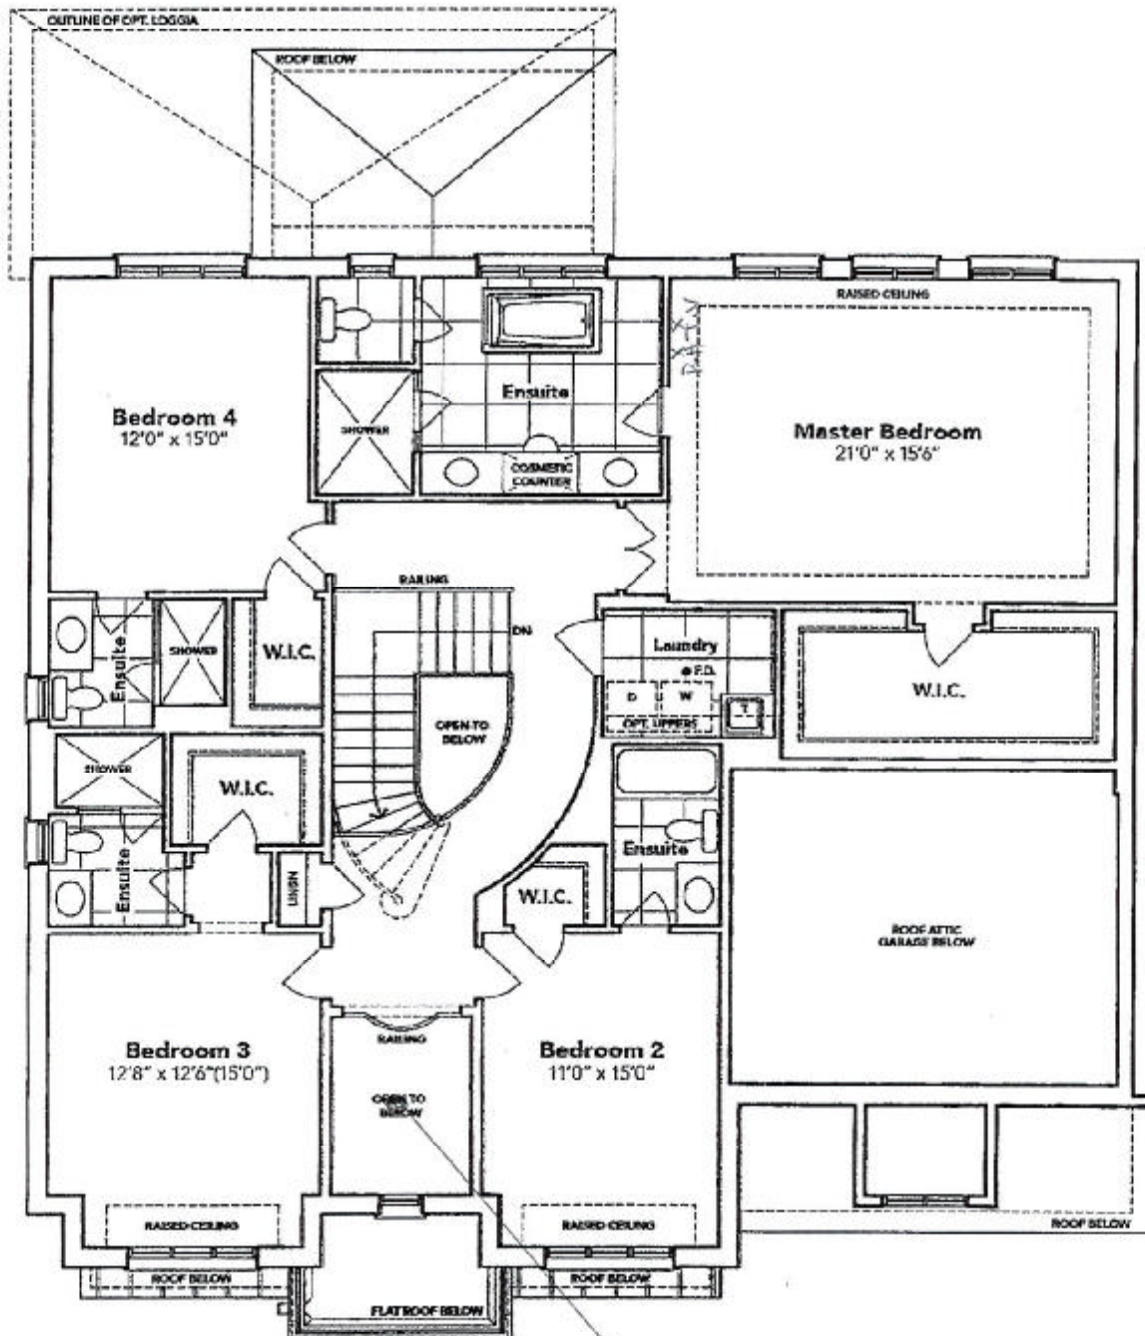 OUTLINE OF OPT. LOGGIA
ROOF BELOW
RAISED CEILING
Ensuite
Bedroom 4
12'0" x 15'0"
SHOWER
Master Bedroom
21'0" x 15'6"
COSMETIC
COUNTER
RAILING
DN
Laundry
F.D.
Ensuite
SHOWER
W.I.C.
W.I.C.
D
W
OPT. UPPERS
T
OPEN TO
BELOW
SHOWER
W.I.C.
Ensuite
Ensuite
LINEN
W.I.C.
ROOF ATTIC
GARAGE BELOW
RAILING
Bedroom 3
12'8" x 12'6"(15'0")
Bedroom 2
11'0" x 15'0"
OPEN TO
BELOW
RAISED CEILING
RAISED CEILING
ROOF BELOW
ROOF BELOW
ROOF BELOW
FLAT ROOF BELOW